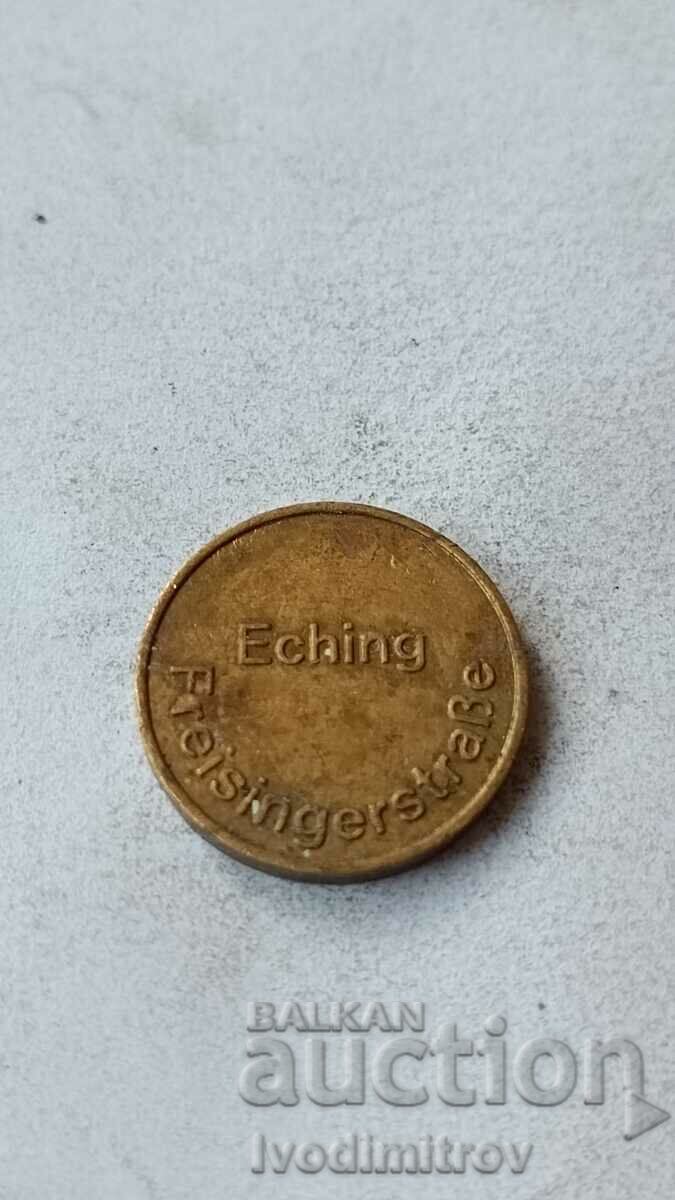 Eching
Freisingerstraße
BALKAN
auction
Ivodimitrov